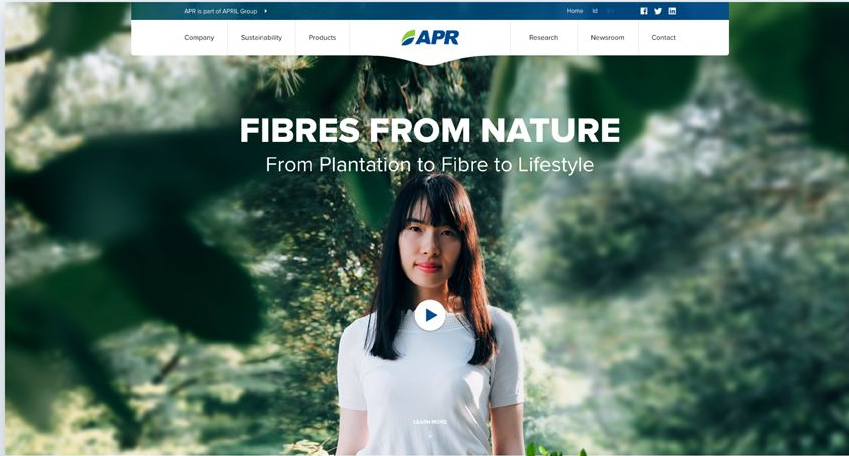 APR is part of APRIL Group
Home Id
Company Sustainability Products APR Research Newsroom Contact
FIBRES FROM NATURE
From Plantation to Fibre to Lifestyle
LEARN MORE